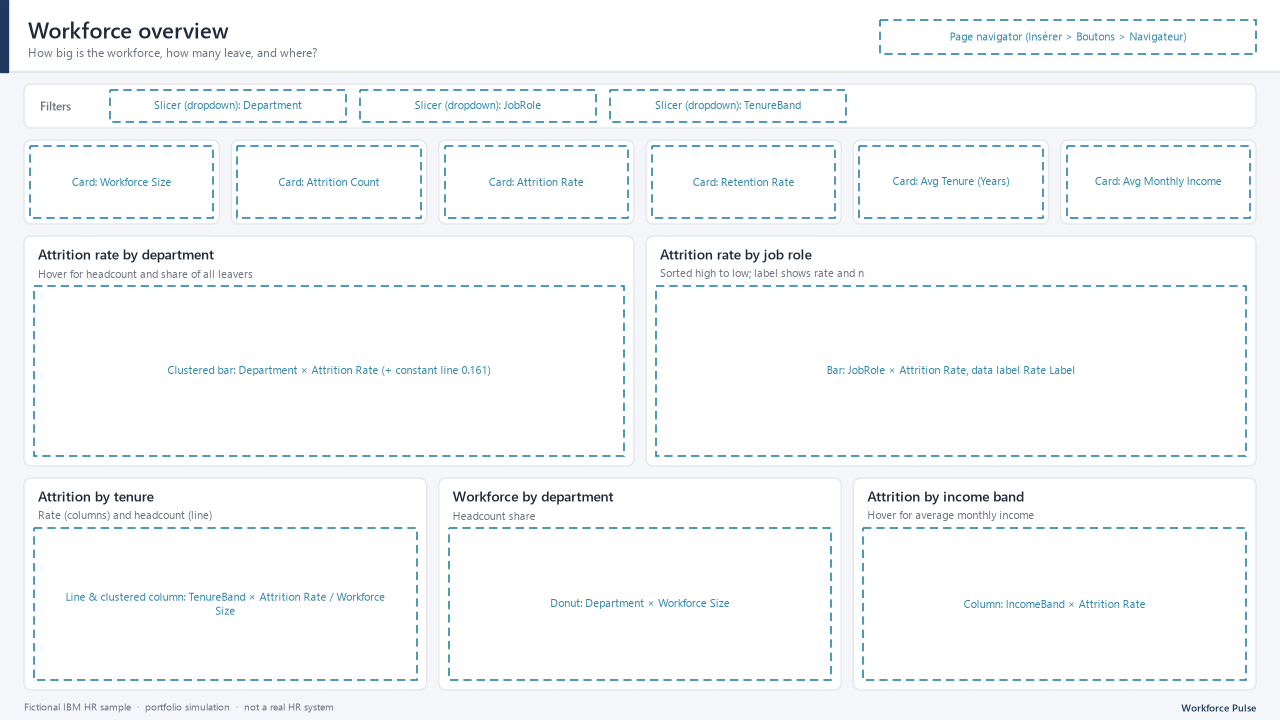 Workforce overview
How big is the workforce, how many leave, and where?
Page navigator (Insérer > Boutons > Navigateur)
Filters
Slicer (dropdown): Department
Slicer (dropdown): JobRole
Slicer (dropdown): TenureBand
Card: Workforce Size
Card: Attrition Count
Card: Attrition Rate
Card: Retention Rate
Card: Avg Tenure (Years)
Card: Avg Monthly Income
Attrition rate by department
Hover for headcount and share of all leavers
Clustered bar: Department × Attrition Rate (+ constant line 0.161)
Attrition rate by job role
Sorted high to low; label shows rate and n
Bar: JobRole × Attrition Rate, data label Rate Label
Attrition by tenure
Rate (columns) and headcount (line)
Line & clustered column: TenureBand × Attrition Rate / Workforce
Size
Workforce by department
Headcount share
Donut: Department × Workforce Size
Attrition by income band
Hover for average monthly income
Column: IncomeBand × Attrition Rate
Fictional IBM HR sample · portfolio simulation · not a real HR system
Workforce Pulse